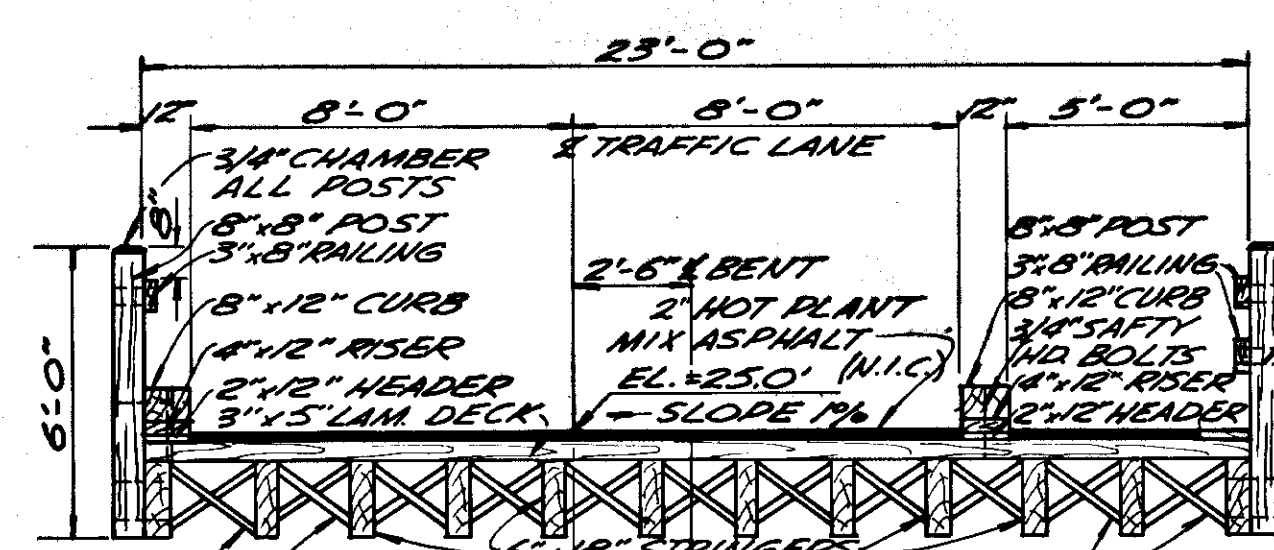 23'-0"
12" 8'-0" 8'-0" 12" 5'-0"
℄ TRAFFIC LANE
3/4" CHAMBER
ALL POSTS
8"
8"x8" POST
3"x8" RAILING
8"x12" CURB
4"x12" RISER
2"x12" HEADER
3"x5" LAM. DECK
6'-0"
2'-6" ℄ BENT
2" HOT PLANT
MIX ASPHALT
(N.I.C.)
EL.=25.0'
SLOPE 1%
8"x8" POST
3"x8" RAILING
8"x12" CURB
3/4" SAFTY
HD. BOLTS
4"x12" RISER
2"x12" HEADER
STRINGERS